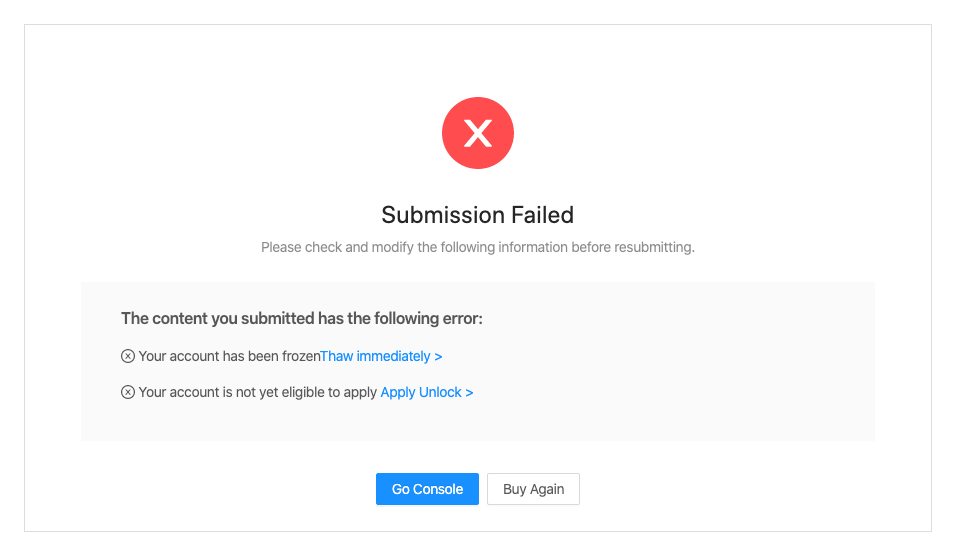 Submission Failed
Please check and modify the following information before resubmitting.
The content you submitted has the following error:
Your account has been frozenThaw immediately >
Your account is not yet eligible to apply Apply Unlock >
Go Console Buy Again